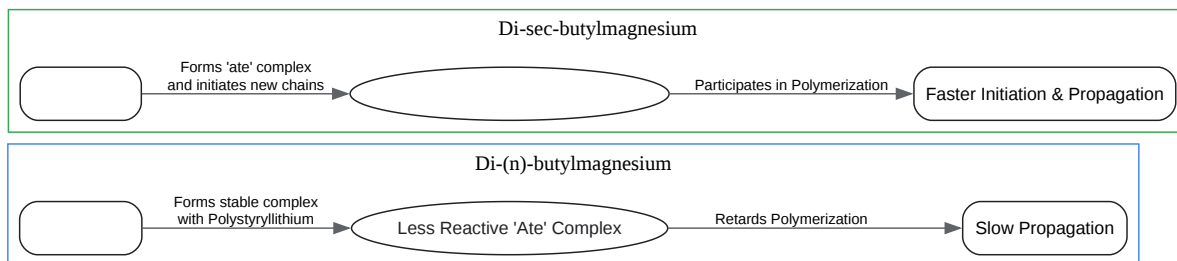 Di-sec-butylmagnesium
Forms 'ate' complex
and initiates new chains
Participates in Polymerization
Faster Initiation & Propagation
Di-(n)-butylmagnesium
Forms stable complex
with Polystyryllithium
Less Reactive 'Ate' Complex
Retards Polymerization
Slow Propagation